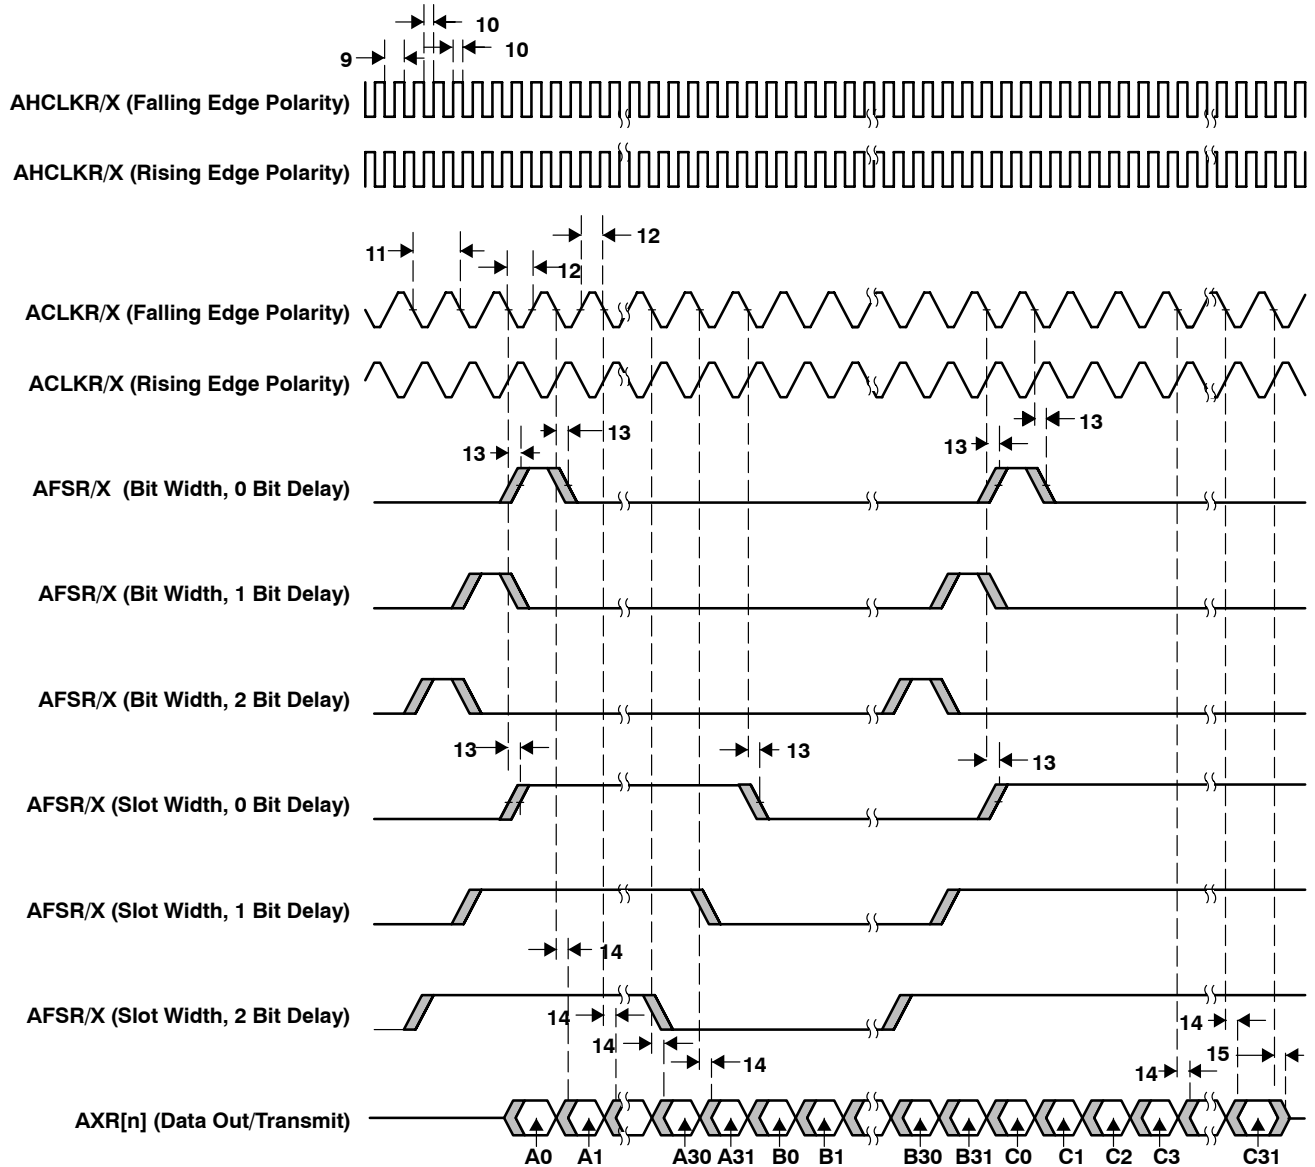 10
10
9
AHCLKR/X (Falling Edge Polarity)
AHCLKR/X (Rising Edge Polarity)
12
11
12
ACLKR/X (Falling Edge Polarity)
ACLKR/X (Rising Edge Polarity)
13
13
13
13
AFSR/X (Bit Width, 0 Bit Delay)
AFSR/X (Bit Width, 1 Bit Delay)
AFSR/X (Bit Width, 2 Bit Delay)
13
13
13
AFSR/X (Slot Width, 0 Bit Delay)
AFSR/X (Slot Width, 1 Bit Delay)
14
AFSR/X (Slot Width, 2 Bit Delay)
14
14
14
14
15
14
AXR[n] (Data Out/Transmit)
A0 A1 A30 A31 B0 B1 B30 B31 C0 C1 C2 C3 C31